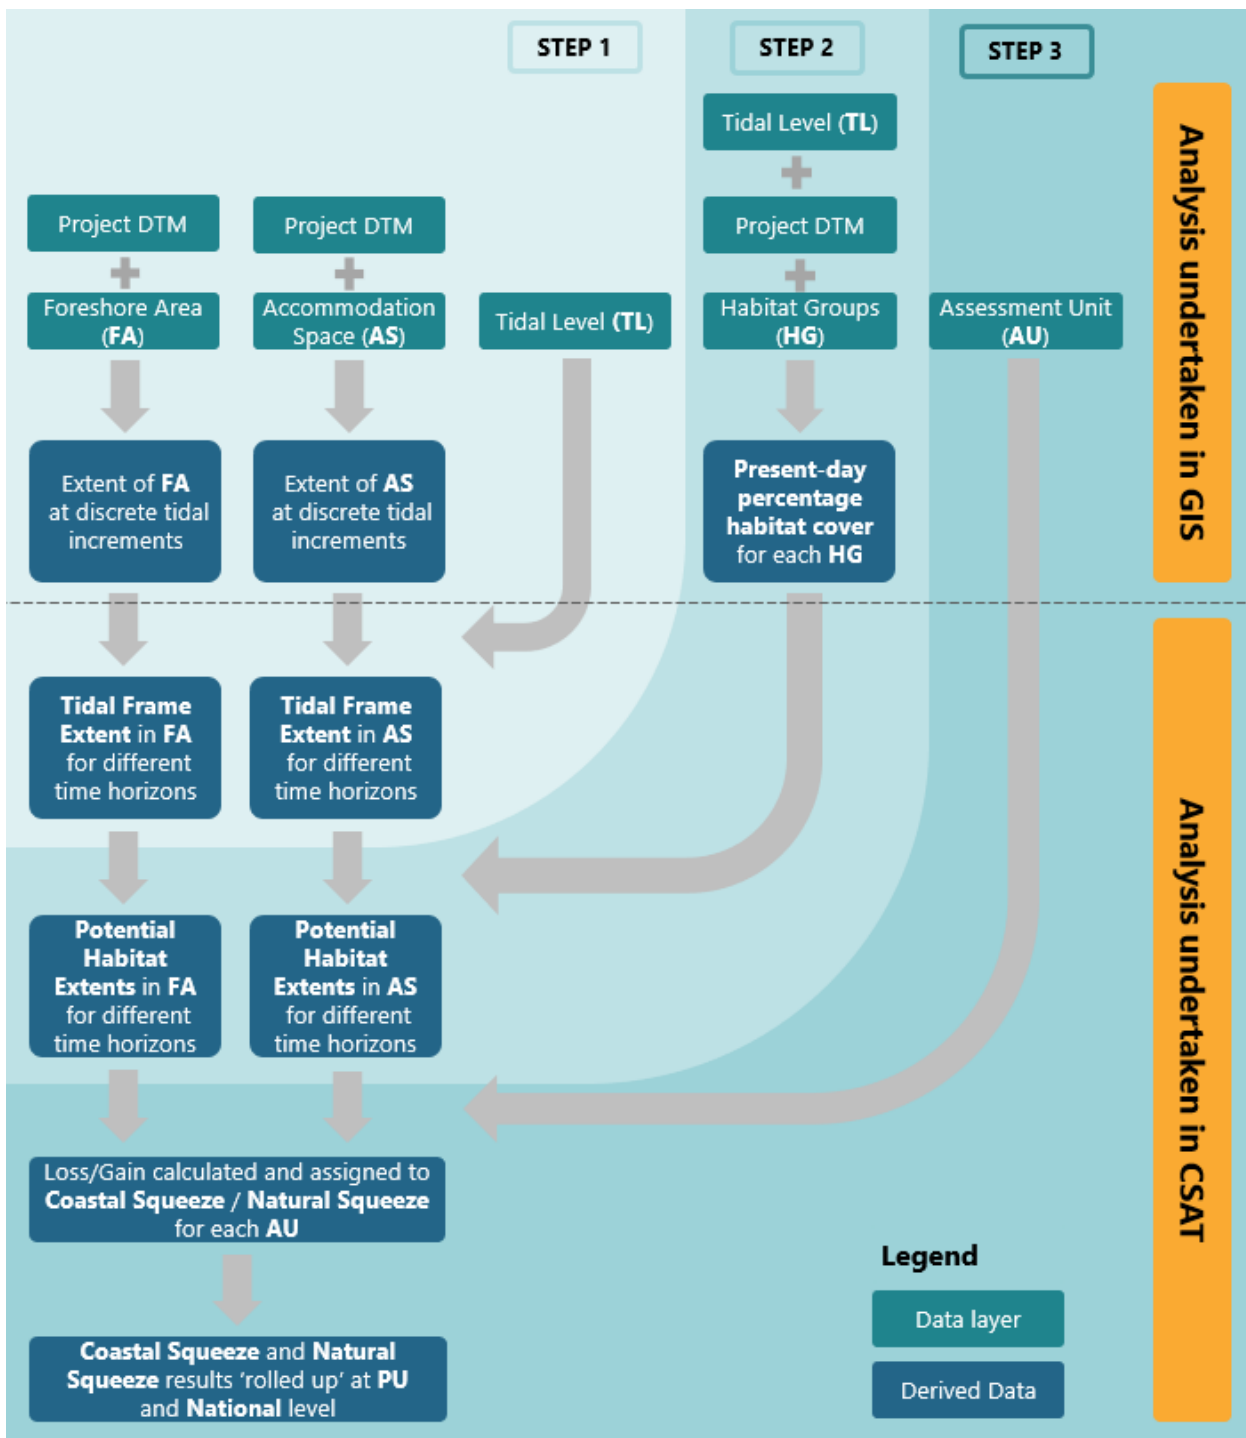 STEP 1
STEP 2
STEP 3
Tidal Level (TL)
Project DTM
Project DTM
Project DTM
Foreshore Area
(FA)
Accommodation
Space (AS)
Tidal Level (TL)
Habitat Groups
(HG)
Assessment Unit
(AU)
Extent of FA
at discrete tidal
increments
Extent of AS
at discrete tidal
increments
Present-day
percentage
habitat cover
for each HG
Analysis undertaken in GIS
Tidal Frame
Extent in FA
for different
time horizons
Tidal Frame
Extent in AS
for different
time horizons
Potential
Habitat
Extents in FA
for different
time horizons
Potential
Habitat
Extents in AS
for different
time horizons
Analysis undertaken in CSAT
Loss/Gain calculated and assigned to
Coastal Squeeze / Natural Squeeze
for each AU
Coastal Squeeze and Natural
Squeeze results ‘rolled up’ at PU
and National level
Legend
Data layer
Derived Data